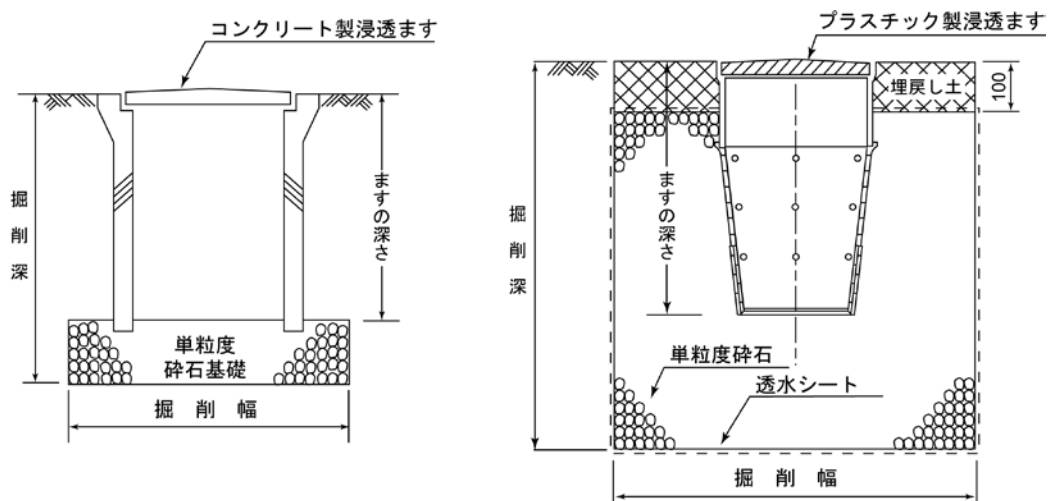 コンクリート製浸透ます
掘削深
ますの深さ
単粒度
砕石基礎
掘削幅
プラスチック製浸透ます
埋戻し土
100
掘削深
ますの深さ
単粒度砕石
透水シート
掘削幅